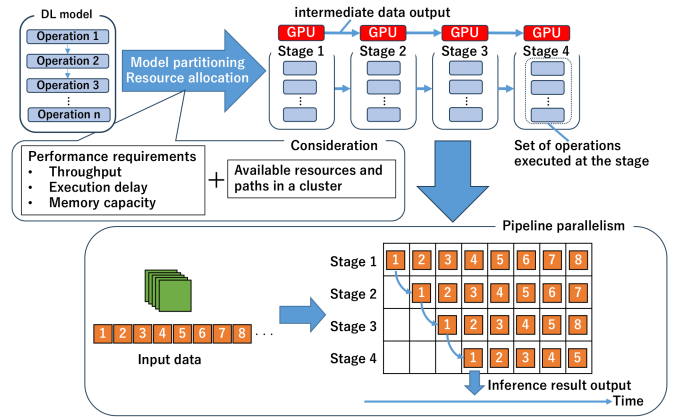 DL model
Operation 1
Operation 2
Operation 3
⋮
Operation n
Model partitioning
Resource allocation
intermediate data output
GPU GPU GPU GPU
Stage 1 Stage 2 Stage 3 Stage 4
⋮ ⋮ ⋮ ⋮
Set of operations
executed at the stage
Consideration
Performance requirements
• Throughput
• Execution delay
• Memory capacity
+
Available resources and
paths in a cluster
Pipeline parallelism
1 2 3 4 5 6 7 8 . . .
Input data
Stage 1 1 2 3 4 5 6 7 8
Stage 2 1 2 3 4 5 6 7
Stage 3 1 2 3 4 5 6
Stage 4 1 2 3 4 5
Inference result output
Time